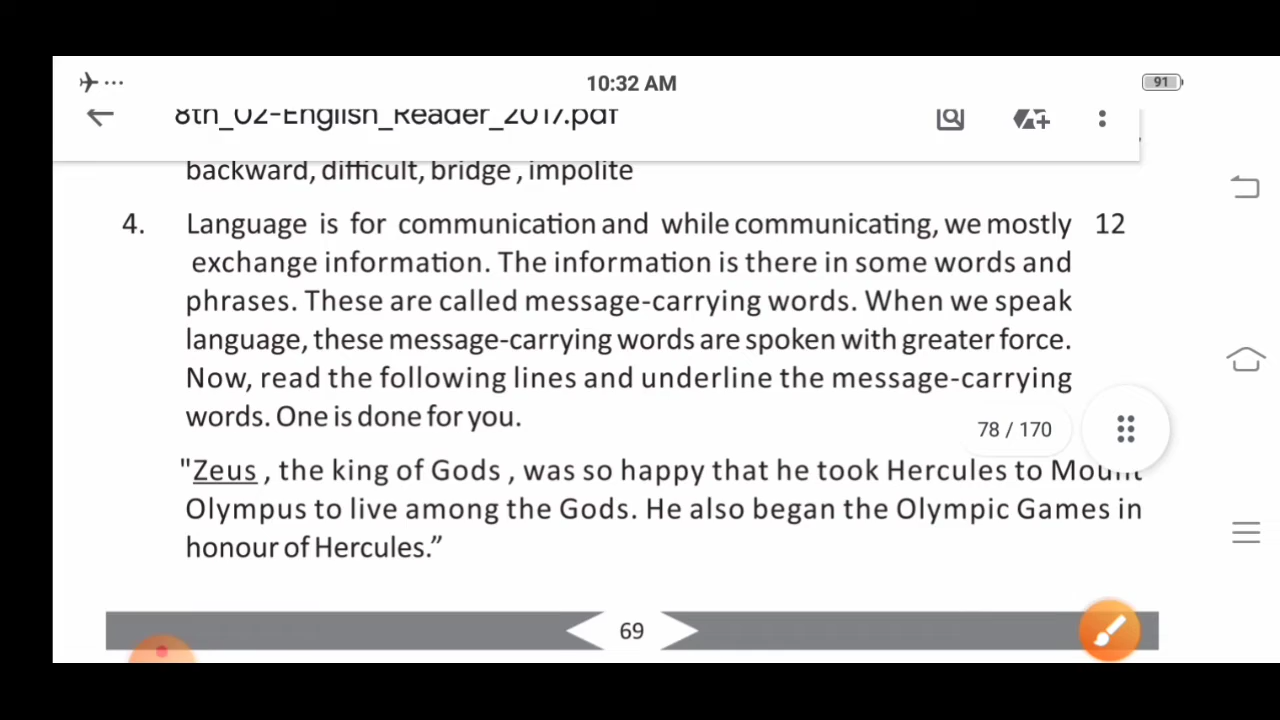 10:32 AM
91
8th_02-English_Reader_2017.pdf
backward, difficult, bridge , impolite
4. Language is for communication and while communicating, we mostly 12
exchange information. The information is there in some words and
phrases. These are called message-carrying words. When we speak
language, these message-carrying words are spoken with greater force.
Now, read the following lines and underline the message-carrying
words. One is done for you.
78 / 170
"Zeus , the king of Gods , was so happy that he took Hercules to Mount
Olympus to live among the Gods. He also began the Olympic Games in
honour of Hercules.”
69